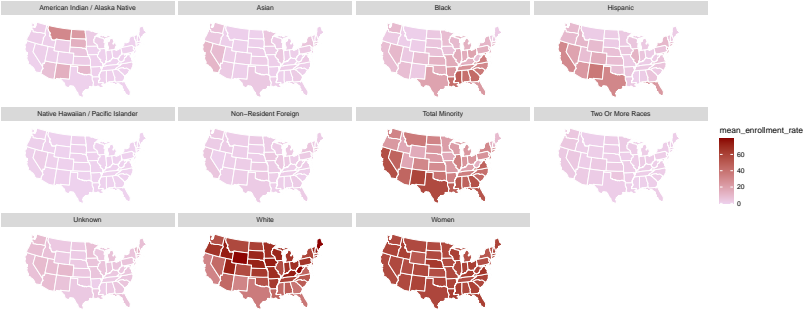 American Indian / Alaska Native
Asian
Black
Hispanic
Native Hawaiian / Pacific Islander
Non−Resident Foreign
Total Minority
Two Or More Races
Unknown
White
Women
mean_enrollment_rate
60
40
20
0